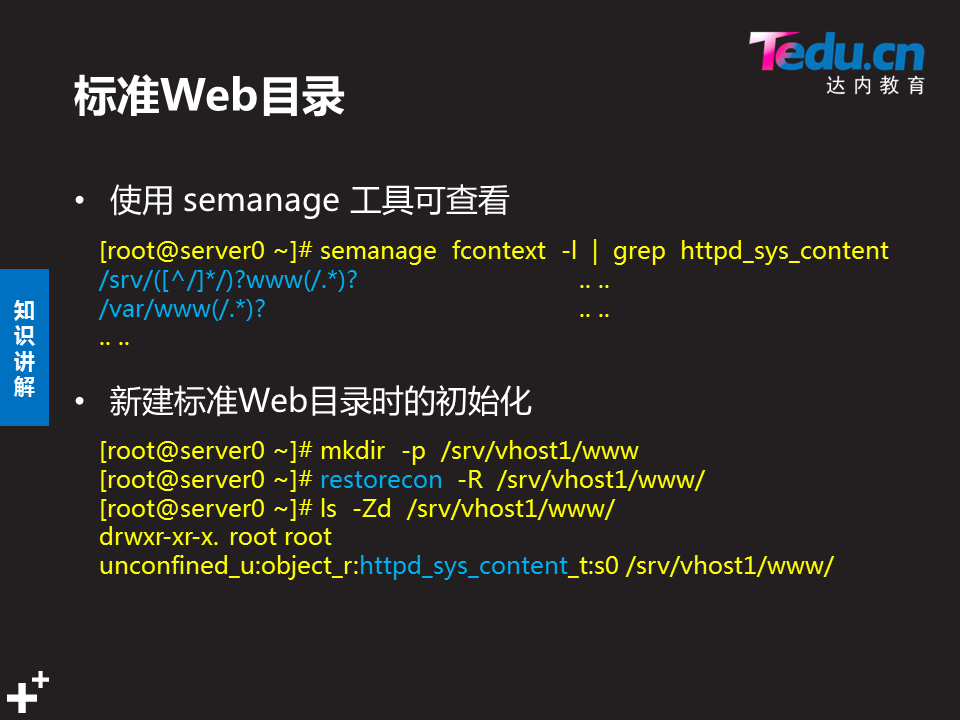 Tedu.cn
达内教育
标准Web目录
• 使用 semanage 工具可查看
[root@server0 ~]# semanage fcontext -l | grep httpd_sys_content
/srv/([^/]*/)?www(/.*)? .. ..
/var/www(/.*)? .. ..
.. ..
知识讲解
• 新建标准Web目录时的初始化
[root@server0 ~]# mkdir -p /srv/vhost1/www
[root@server0 ~]# restorecon -R /srv/vhost1/www/
[root@server0 ~]# ls -Zd /srv/vhost1/www/
drwxr-xr-x. root root
unconfined_u:object_r:httpd_sys_content_t:s0 /srv/vhost1/www/